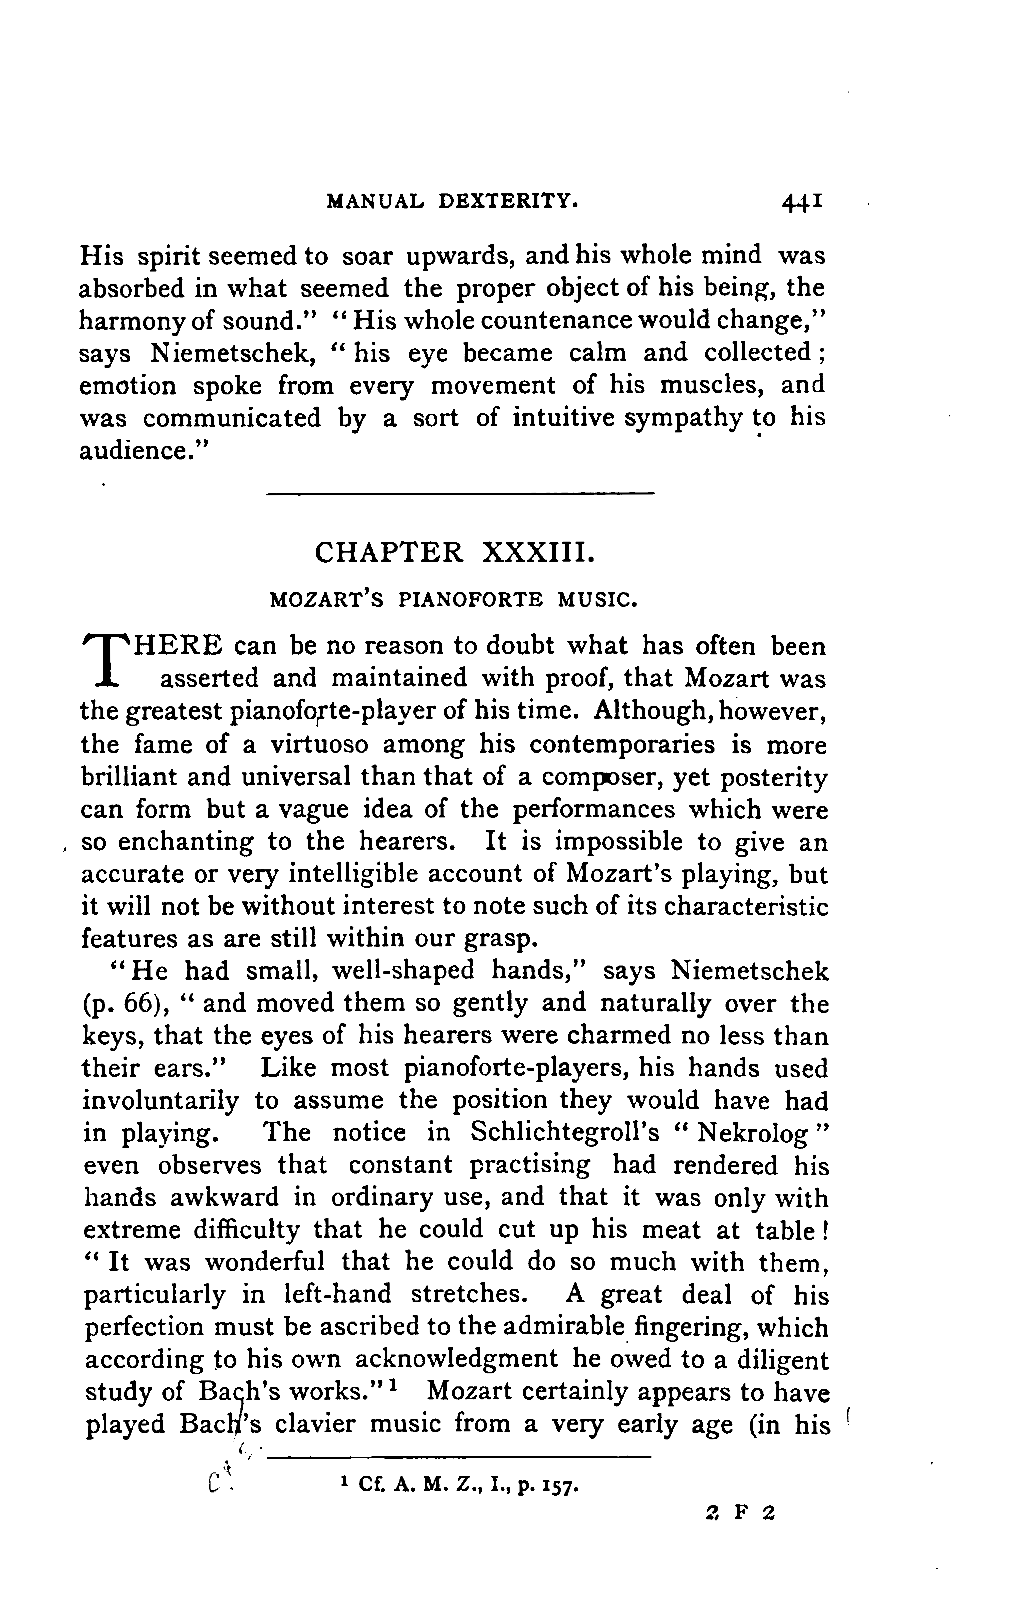 MANUAL DEXTERITY. 441
His spirit seemed to soar upwards, and his whole mind was
absorbed in what seemed the proper object of his being, the
harmony of sound." "His whole countenance would change,"
says Niemetschek, "his eye became calm and collected;
emotion spoke from every movement of his muscles, and
was communicated by a sort of intuitive sympathy to his
audience."
CHAPTER XXXIII.
MOZART'S PIANOFORTE MUSIC.
THERE can be no reason to doubt what has often been
asserted and maintained with proof, that Mozart was
the greatest pianoforte-player of his time. Although, however,
the fame of a virtuoso among his contemporaries is more
brilliant and universal than that of a composer, yet posterity
can form but a vague idea of the performances which were
so enchanting to the hearers. It is impossible to give an
accurate or very intelligible account of Mozart's playing, but
it will not be without interest to note such of its characteristic
features as are still within our grasp.
"He had small, well-shaped hands," says Niemetschek
(p. 66), "and moved them so gently and naturally over the
keys, that the eyes of his hearers were charmed no less than
their ears." Like most pianoforte-players, his hands used
involuntarily to assume the position they would have had
in playing. The notice in Schlichtegroll's "Nekrolog"
even observes that constant practising had rendered his
hands awkward in ordinary use, and that it was only with
extreme difficulty that he could cut up his meat at table!
"It was wonderful that he could do so much with them,
particularly in left-hand stretches. A great deal of his
perfection must be ascribed to the admirable fingering, which
according to his own acknowledgment he owed to a diligent
study of Bach's works."¹ Mozart certainly appears to have
played Bach's clavier music from a very early age (in his
¹ Cf. A. M. Z., I., p. 157.
2 F 2